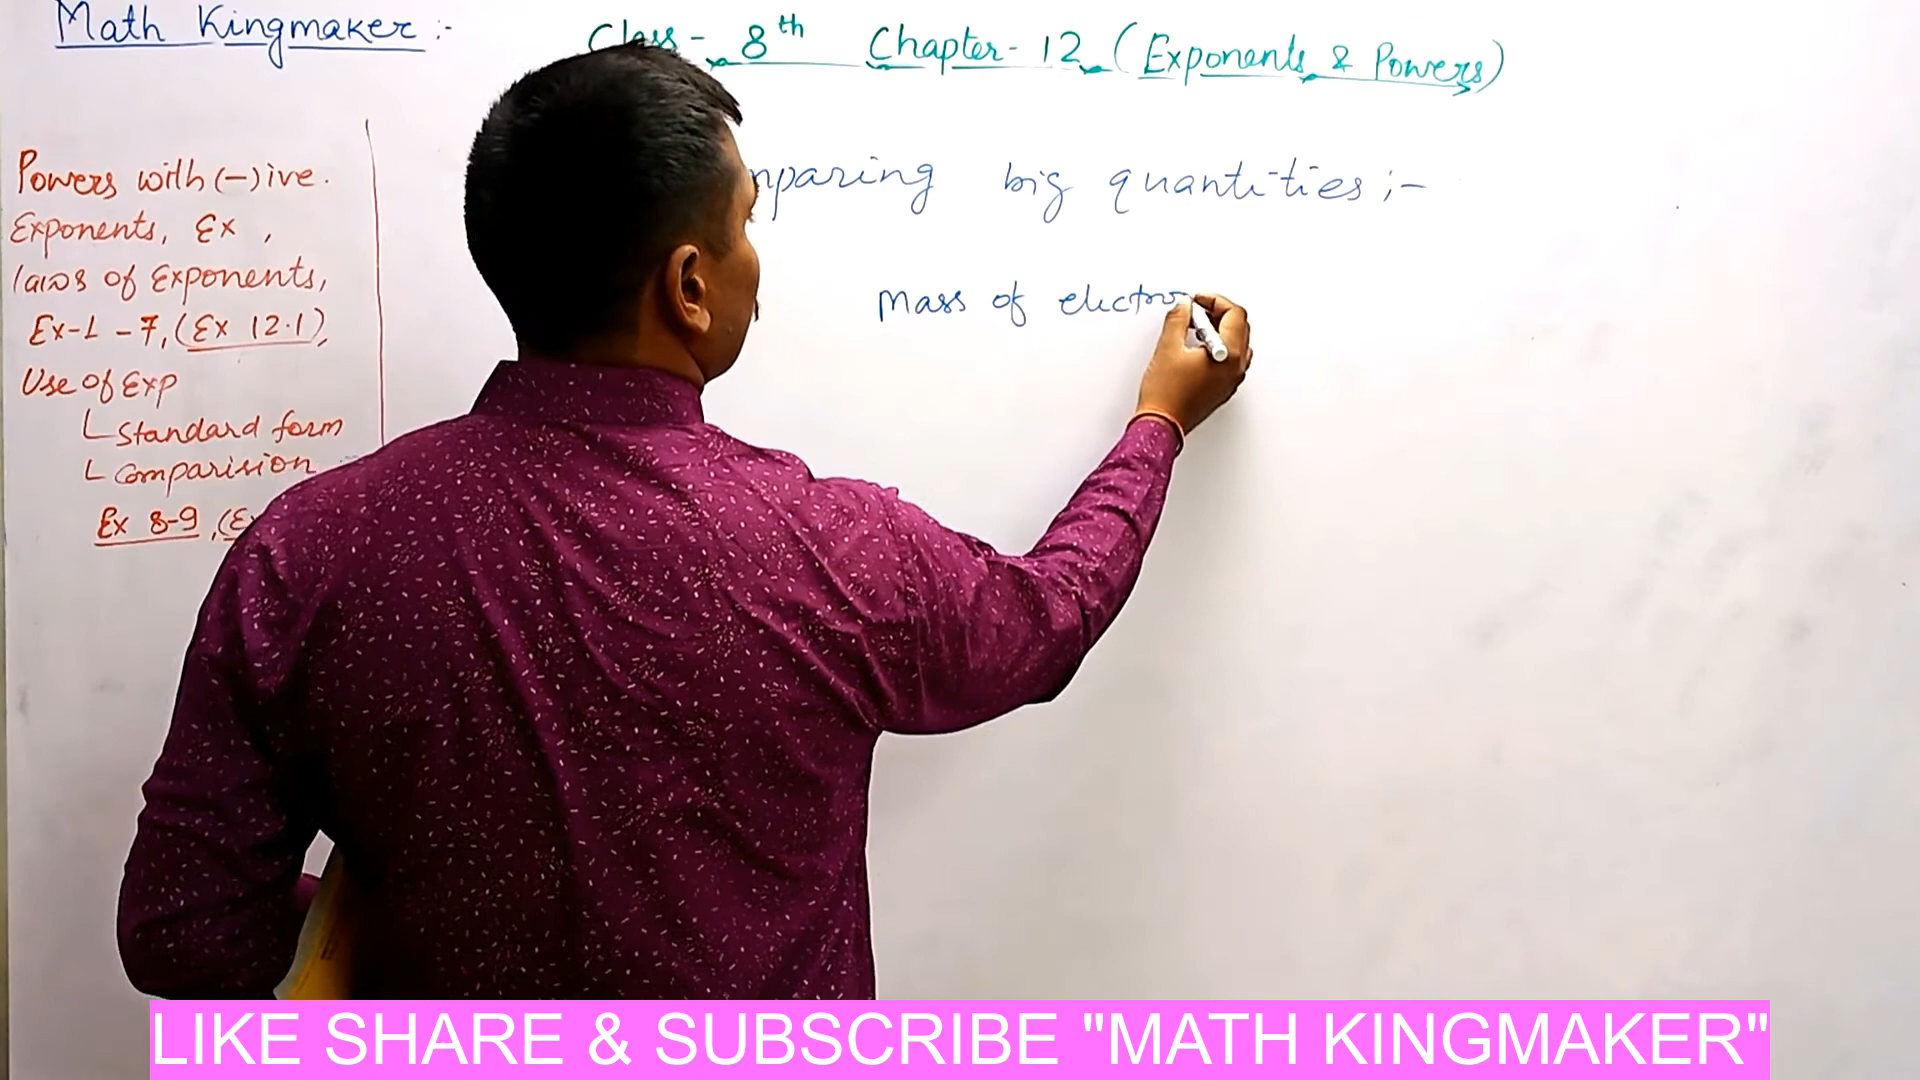 Math Kingmaker :-
Class- 8th Chapter- 12 (Exponents & Powers)
Powers with (-)ive.
Exponents, Ex ,
laws of Exponents,
Ex-1 - 7, (Ex 12.1),
Use of Exp
Standard form
Comparision
Ex 8-9 ,(Ex
mparing big quantities ;-
Mass of electro
LIKE SHARE & SUBSCRIBE "MATH KINGMAKER"